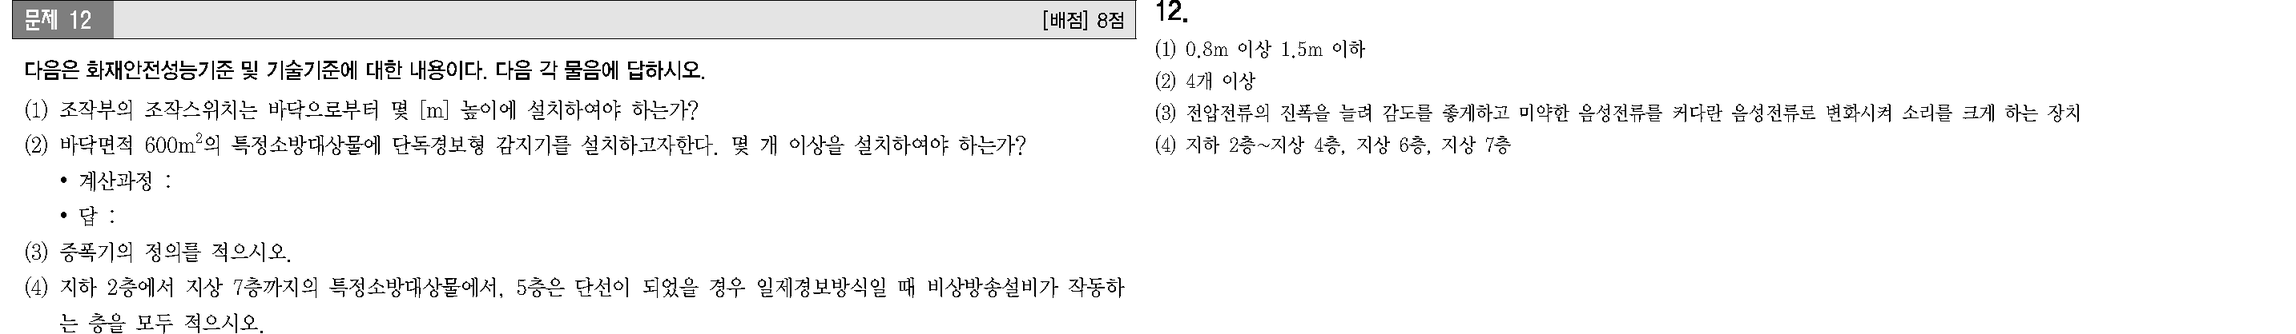 문제 12
[배점] 8점
다음은 화재안전성능기준 및 기술기준에 대한 내용이다. 다음 각 물음에 답하시오.
(1) 조작부의 조작스위치는 바닥으로부터 몇 [m] 높이에 설치하여야 하는가?
(2) 바닥면적 600m²의 특정소방대상물에 단독경보형 감지기를 설치하고자한다. 몇 개 이상을 설치하여야 하는가?
• 계산과정 :
• 답 :
(3) 증폭기의 정의를 적으시오.
(4) 지하 2층에서 지상 7층까지의 특정소방대상물에서, 5층은 단선이 되었을 경우 일제경보방식일 때 비상방송설비가 작동하
는 층을 모두 적으시오.
12.
(1) 0.8m 이상 1.5m 이하
(2) 4개 이상
(3) 전압전류의 진폭을 늘려 감도를 좋게하고 미약한 음성전류를 커다란 음성전류로 변화시켜 소리를 크게 하는 장치
(4) 지하 2층~지상 4층, 지상 6층, 지상 7층